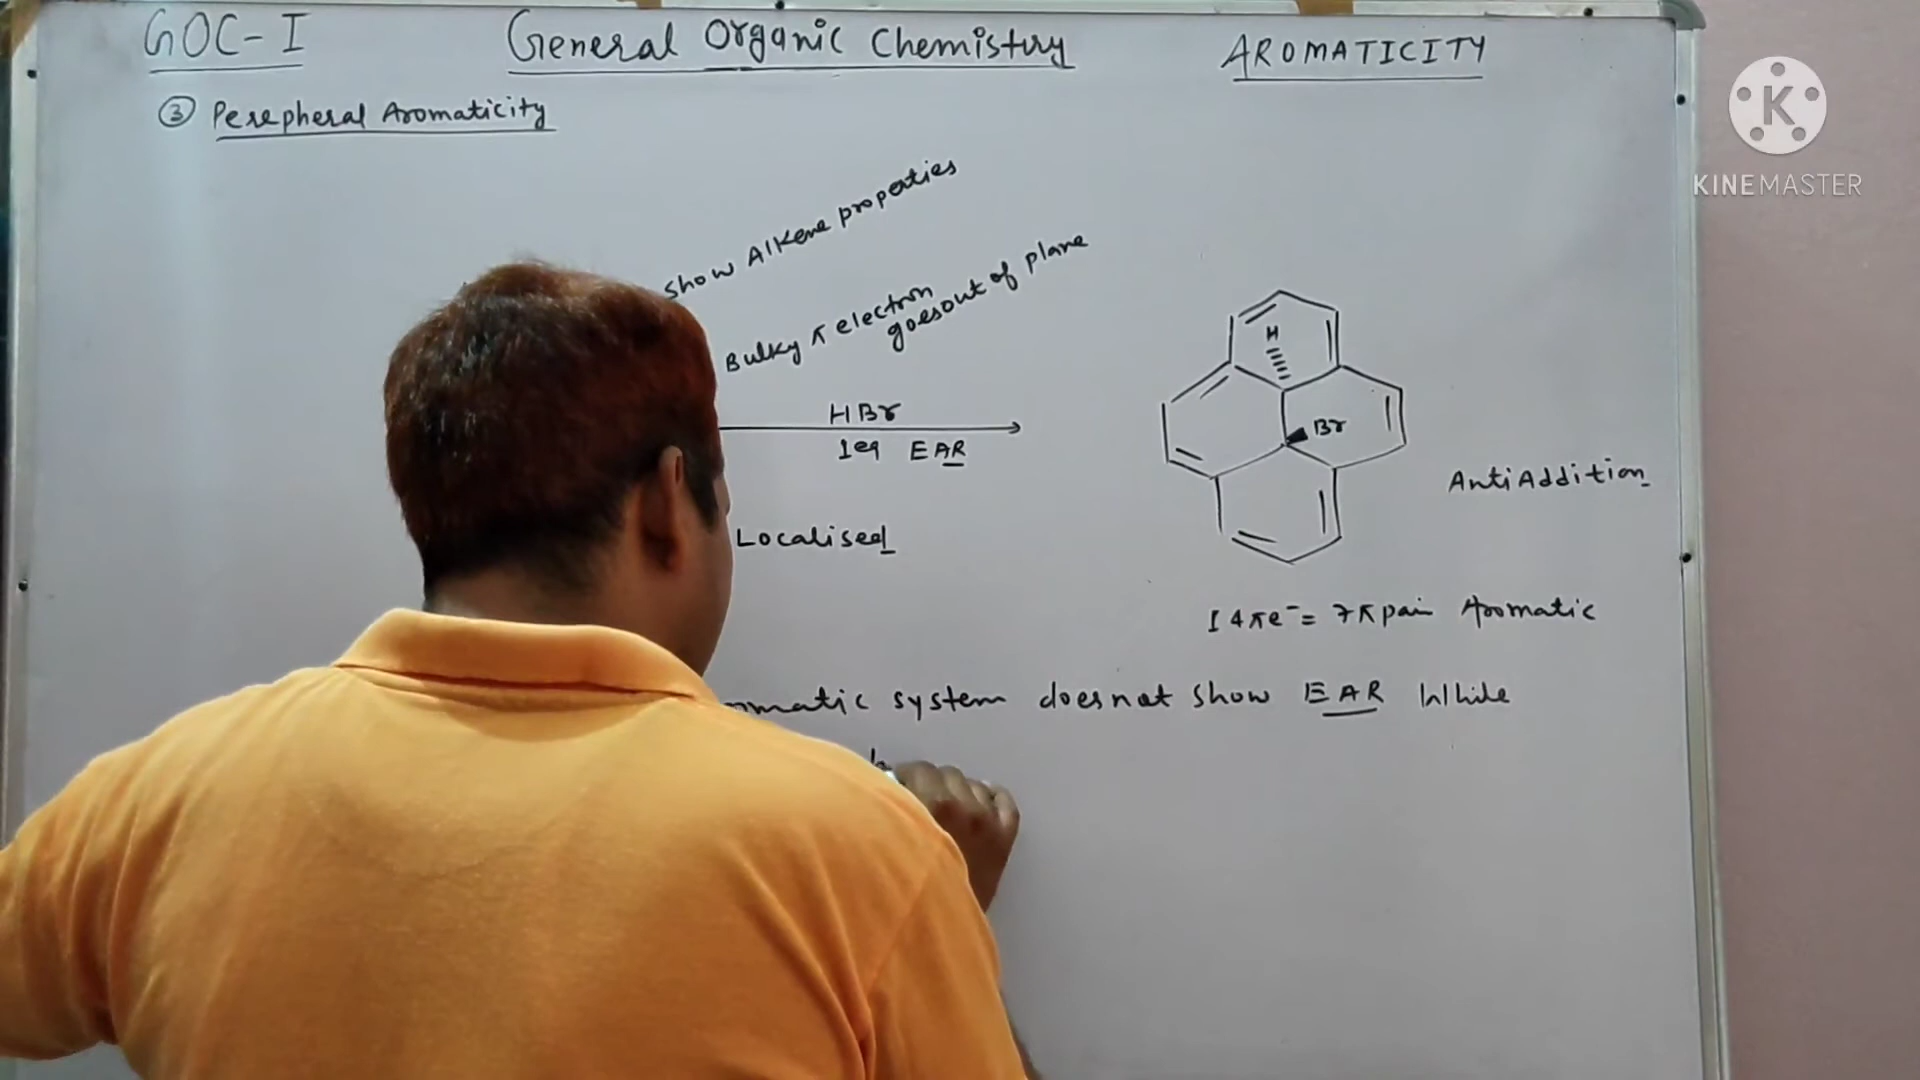 GOC-I General Organic Chemistry AROMATICITY
③ Perepheral Aromaticity
KINEMASTER
Show Alkene properties
Bulky π electron
goesout of plane
HBr
1eq EAR
Localised
H
Br
AntiAddition
14πe⁻= 7π pair Aromatic
system doesnot show EAR While